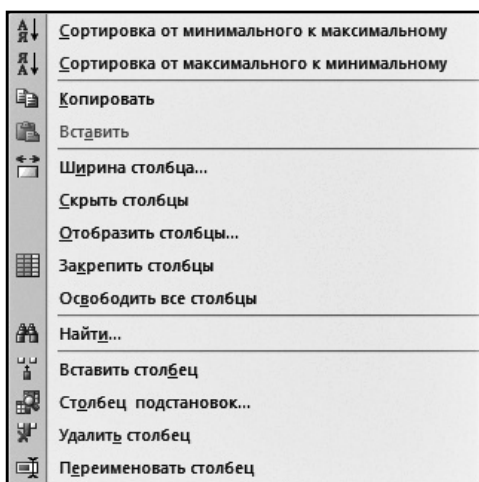 Сортировка от минимального к максимальному
Сортировка от максимального к минимальному
Копировать
Вставить
Ширина столбца...
Скрыть столбцы
Отобразить столбцы...
Закрепить столбцы
Освободить все столбцы
Найти...
Вставить столбец
Столбец подстановок...
Удалить столбец
Переименовать столбец